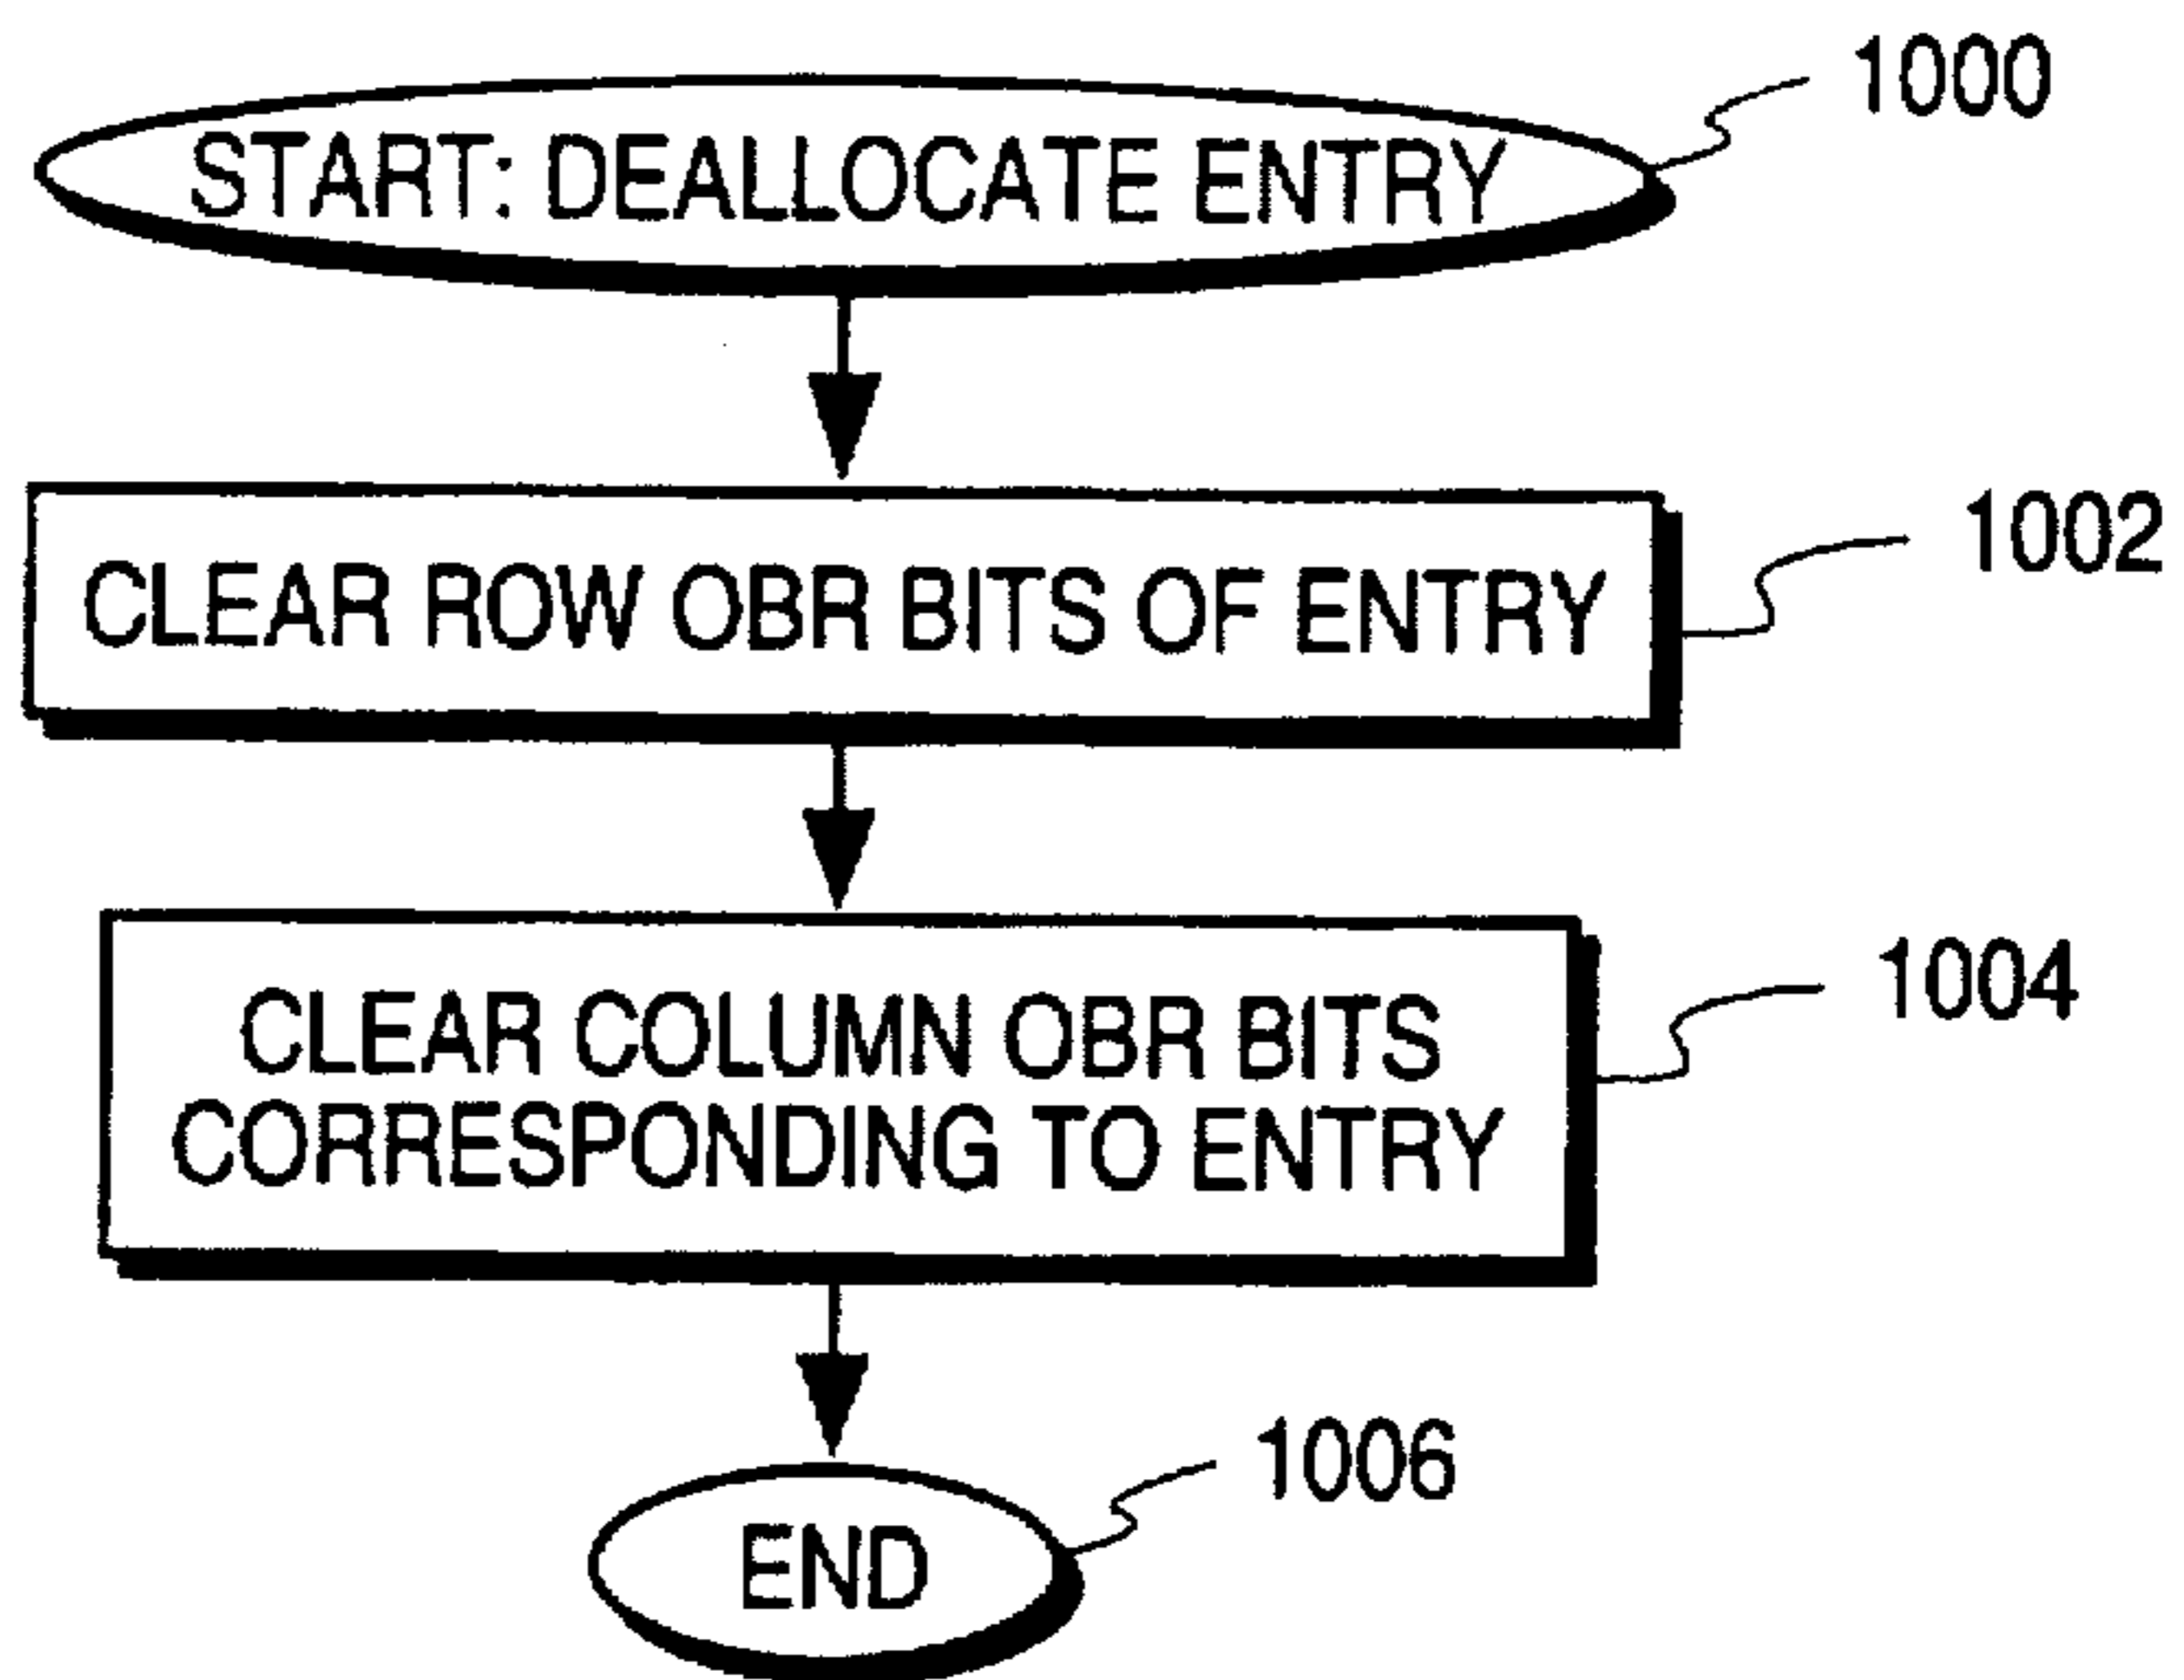 1000
START: DEALLOCATE ENTRY
1002
CLEAR ROW OBR BITS OF ENTRY
1004
CLEAR COLUMN OBR BITS
CORRESPONDING TO ENTRY
1006
END